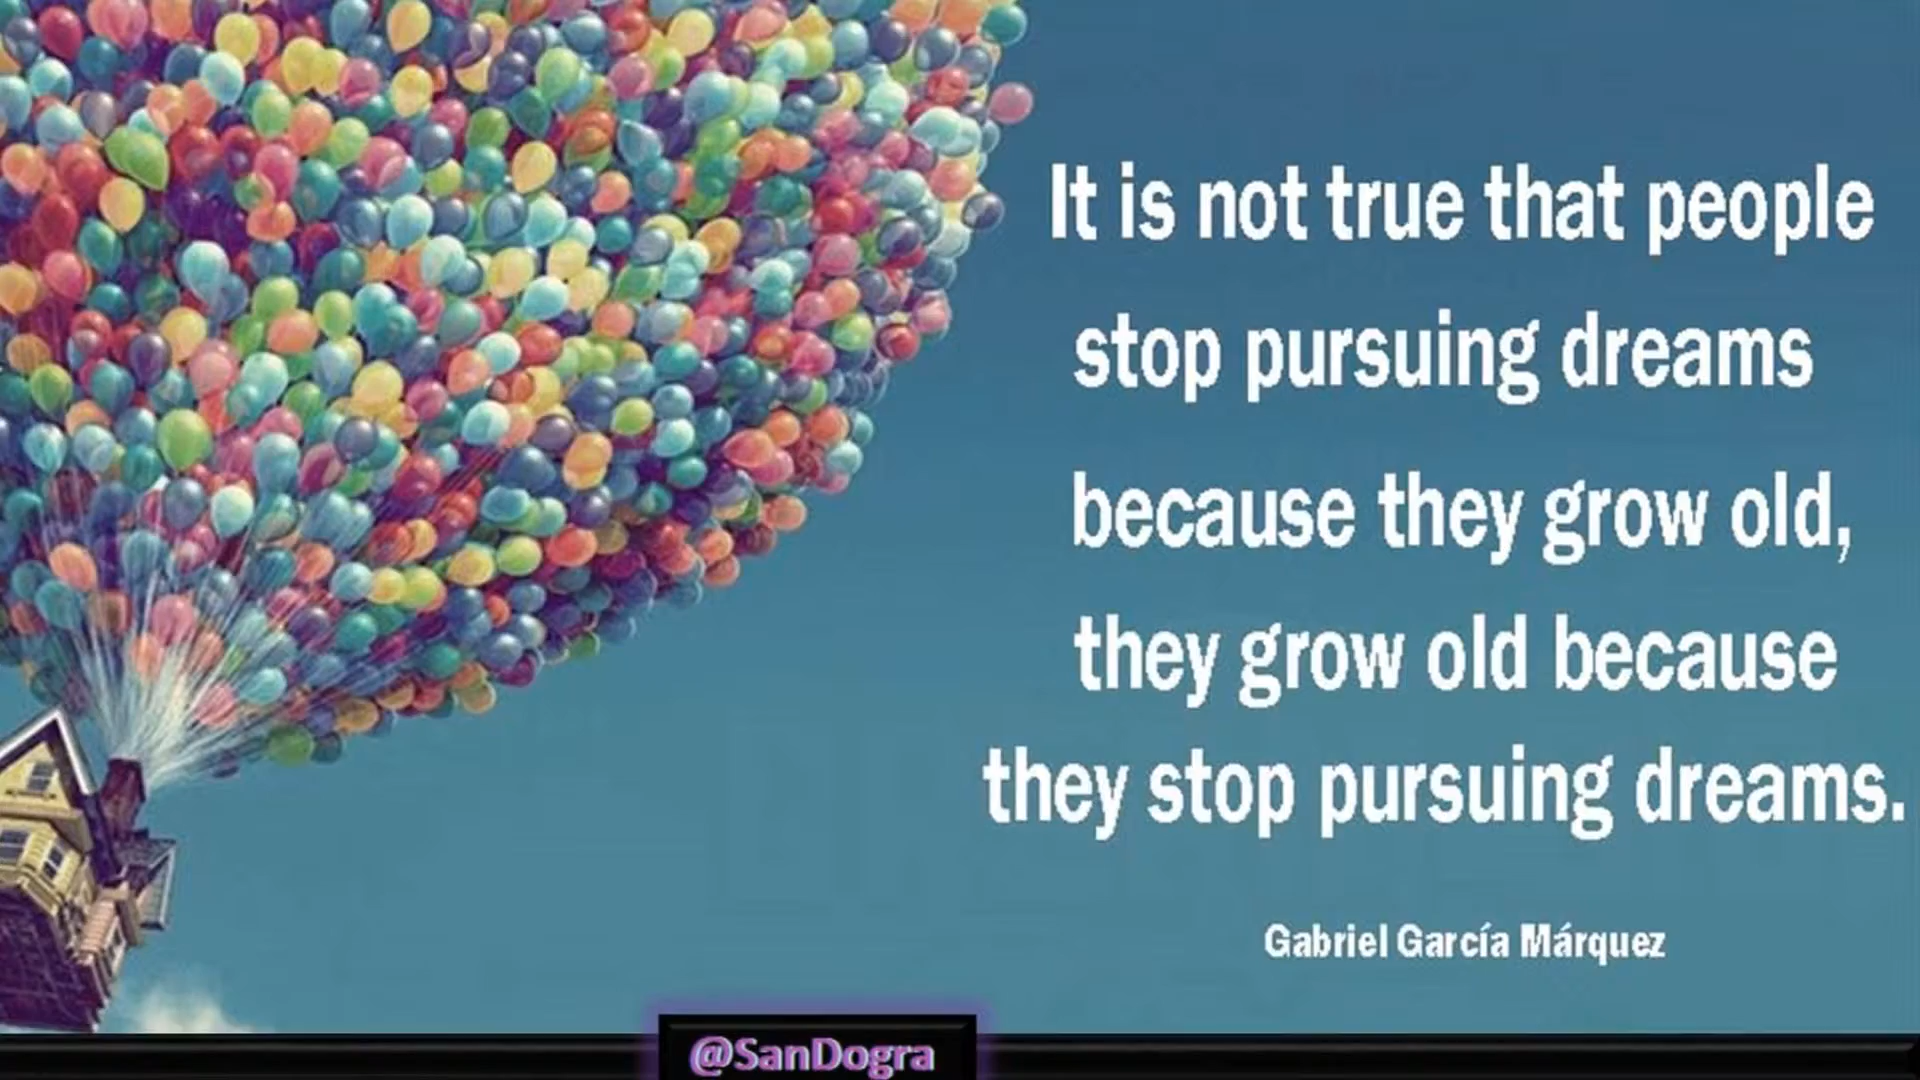 It is not true that people
stop pursuing dreams
because they grow old,
they grow old because
they stop pursuing dreams.
Gabriel García Márquez
@SanDogra